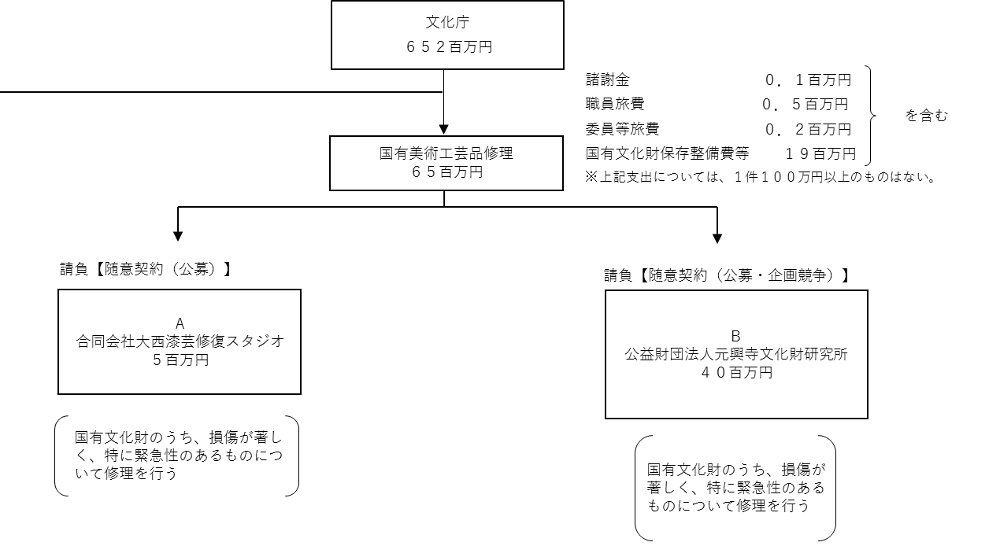 文化庁
６５２百万円
諸謝金　０．１百万円
職員旅費　０．５百万円
委員等旅費　０．２百万円
国有文化財保存整備費等　１９百万円
を含む
※上記支出については、１件１００万円以上のものはない。
国有美術工芸品修理
６５百万円
請負【随意契約（公募）】
A
合同会社大西漆芸修復スタジオ
５百万円
国有文化財のうち、損傷が著し
く、特に緊急性のあるものにつ
いて修理を行う
請負【随意契約（公募・企画競争）】
B
公益財団法人元興寺文化財研究所
４０百万円
国有文化財のうち、損傷が
著しく、特に緊急性のある
ものについて修理を行う